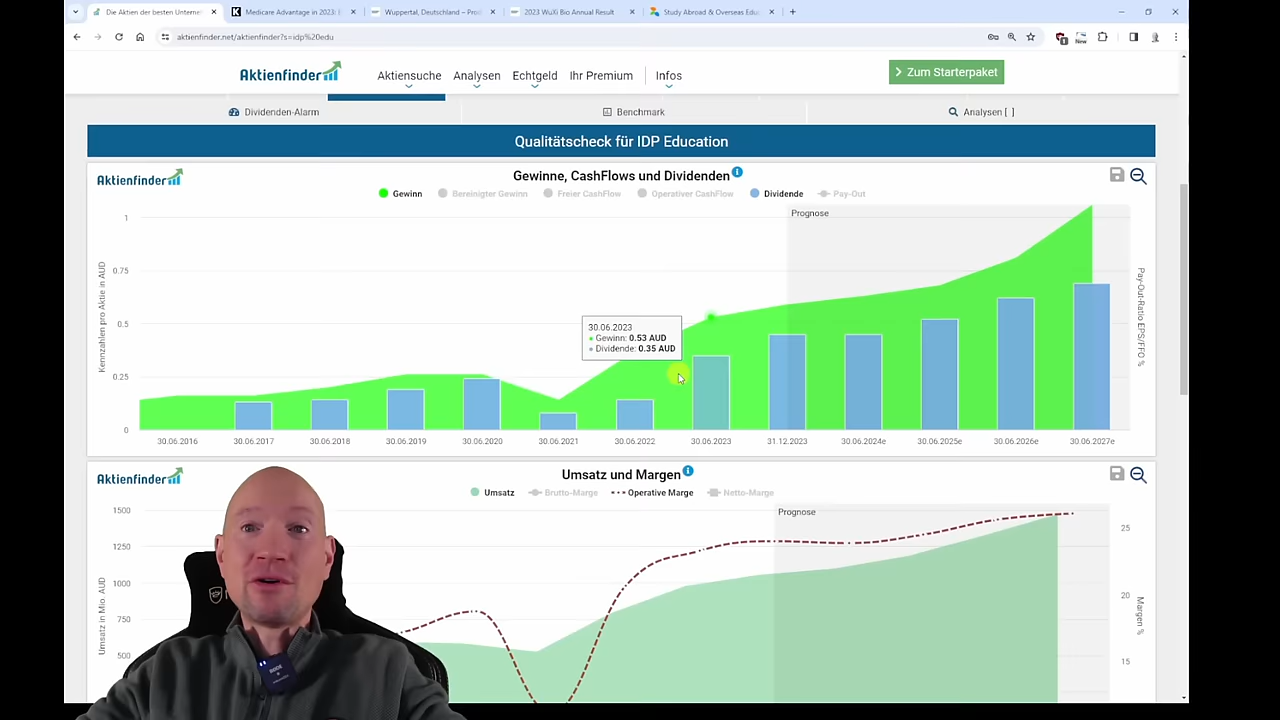 Die Aktien der besten Unterneh
Medicare Advantage in 2023: E
Wuppertal, Deutschland – Pro
2023 WuXi Bio Annual Result
Study Abroad & Overseas Edu
aktienfinder.net/aktienfinder?s=idp%20edu
New
Aktienfinder
Aktiensuche
Analysen
Echtgeld
Ihr Premium
Infos
Zum Starterpaket
Dividenden-Alarm
Benchmark
Analysen [ ]
Qualitätscheck für IDP Education
Aktienfinder
Gewinne, CashFlows und Dividenden
Gewinn
Bereinigter Gewinn
Freier CashFlow
Operativer CashFlow
Dividende
Pay-Out
Prognose
1
0.75
0.5
0.25
0
Kennzahlen pro Aktie in AUD
Pay-Out-Ratio EPS/FFO %
30.06.2023
Gewinn: 0.53 AUD
Dividende: 0.35 AUD
30.06.2016
30.06.2017
30.06.2018
30.06.2019
30.06.2020
30.06.2021
30.06.2022
30.06.2023
31.12.2023
30.06.2024e
30.06.2025e
30.06.2026e
30.06.2027e
Aktienfinder
Umsatz und Margen
Umsatz
Brutto-Marge
Operative Marge
Netto-Marge
Prognose
1500
1250
1000
750
500
Umsatz in Mio. AUD
25
20
15
Margen %